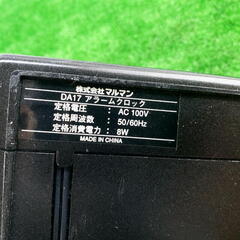 株式会社マルマン
DA17 アラームクロック
定格電圧 : AC 100V
定格周波数 : 50/60Hz
定格消費電力 : 8W
MADE IN CHINA